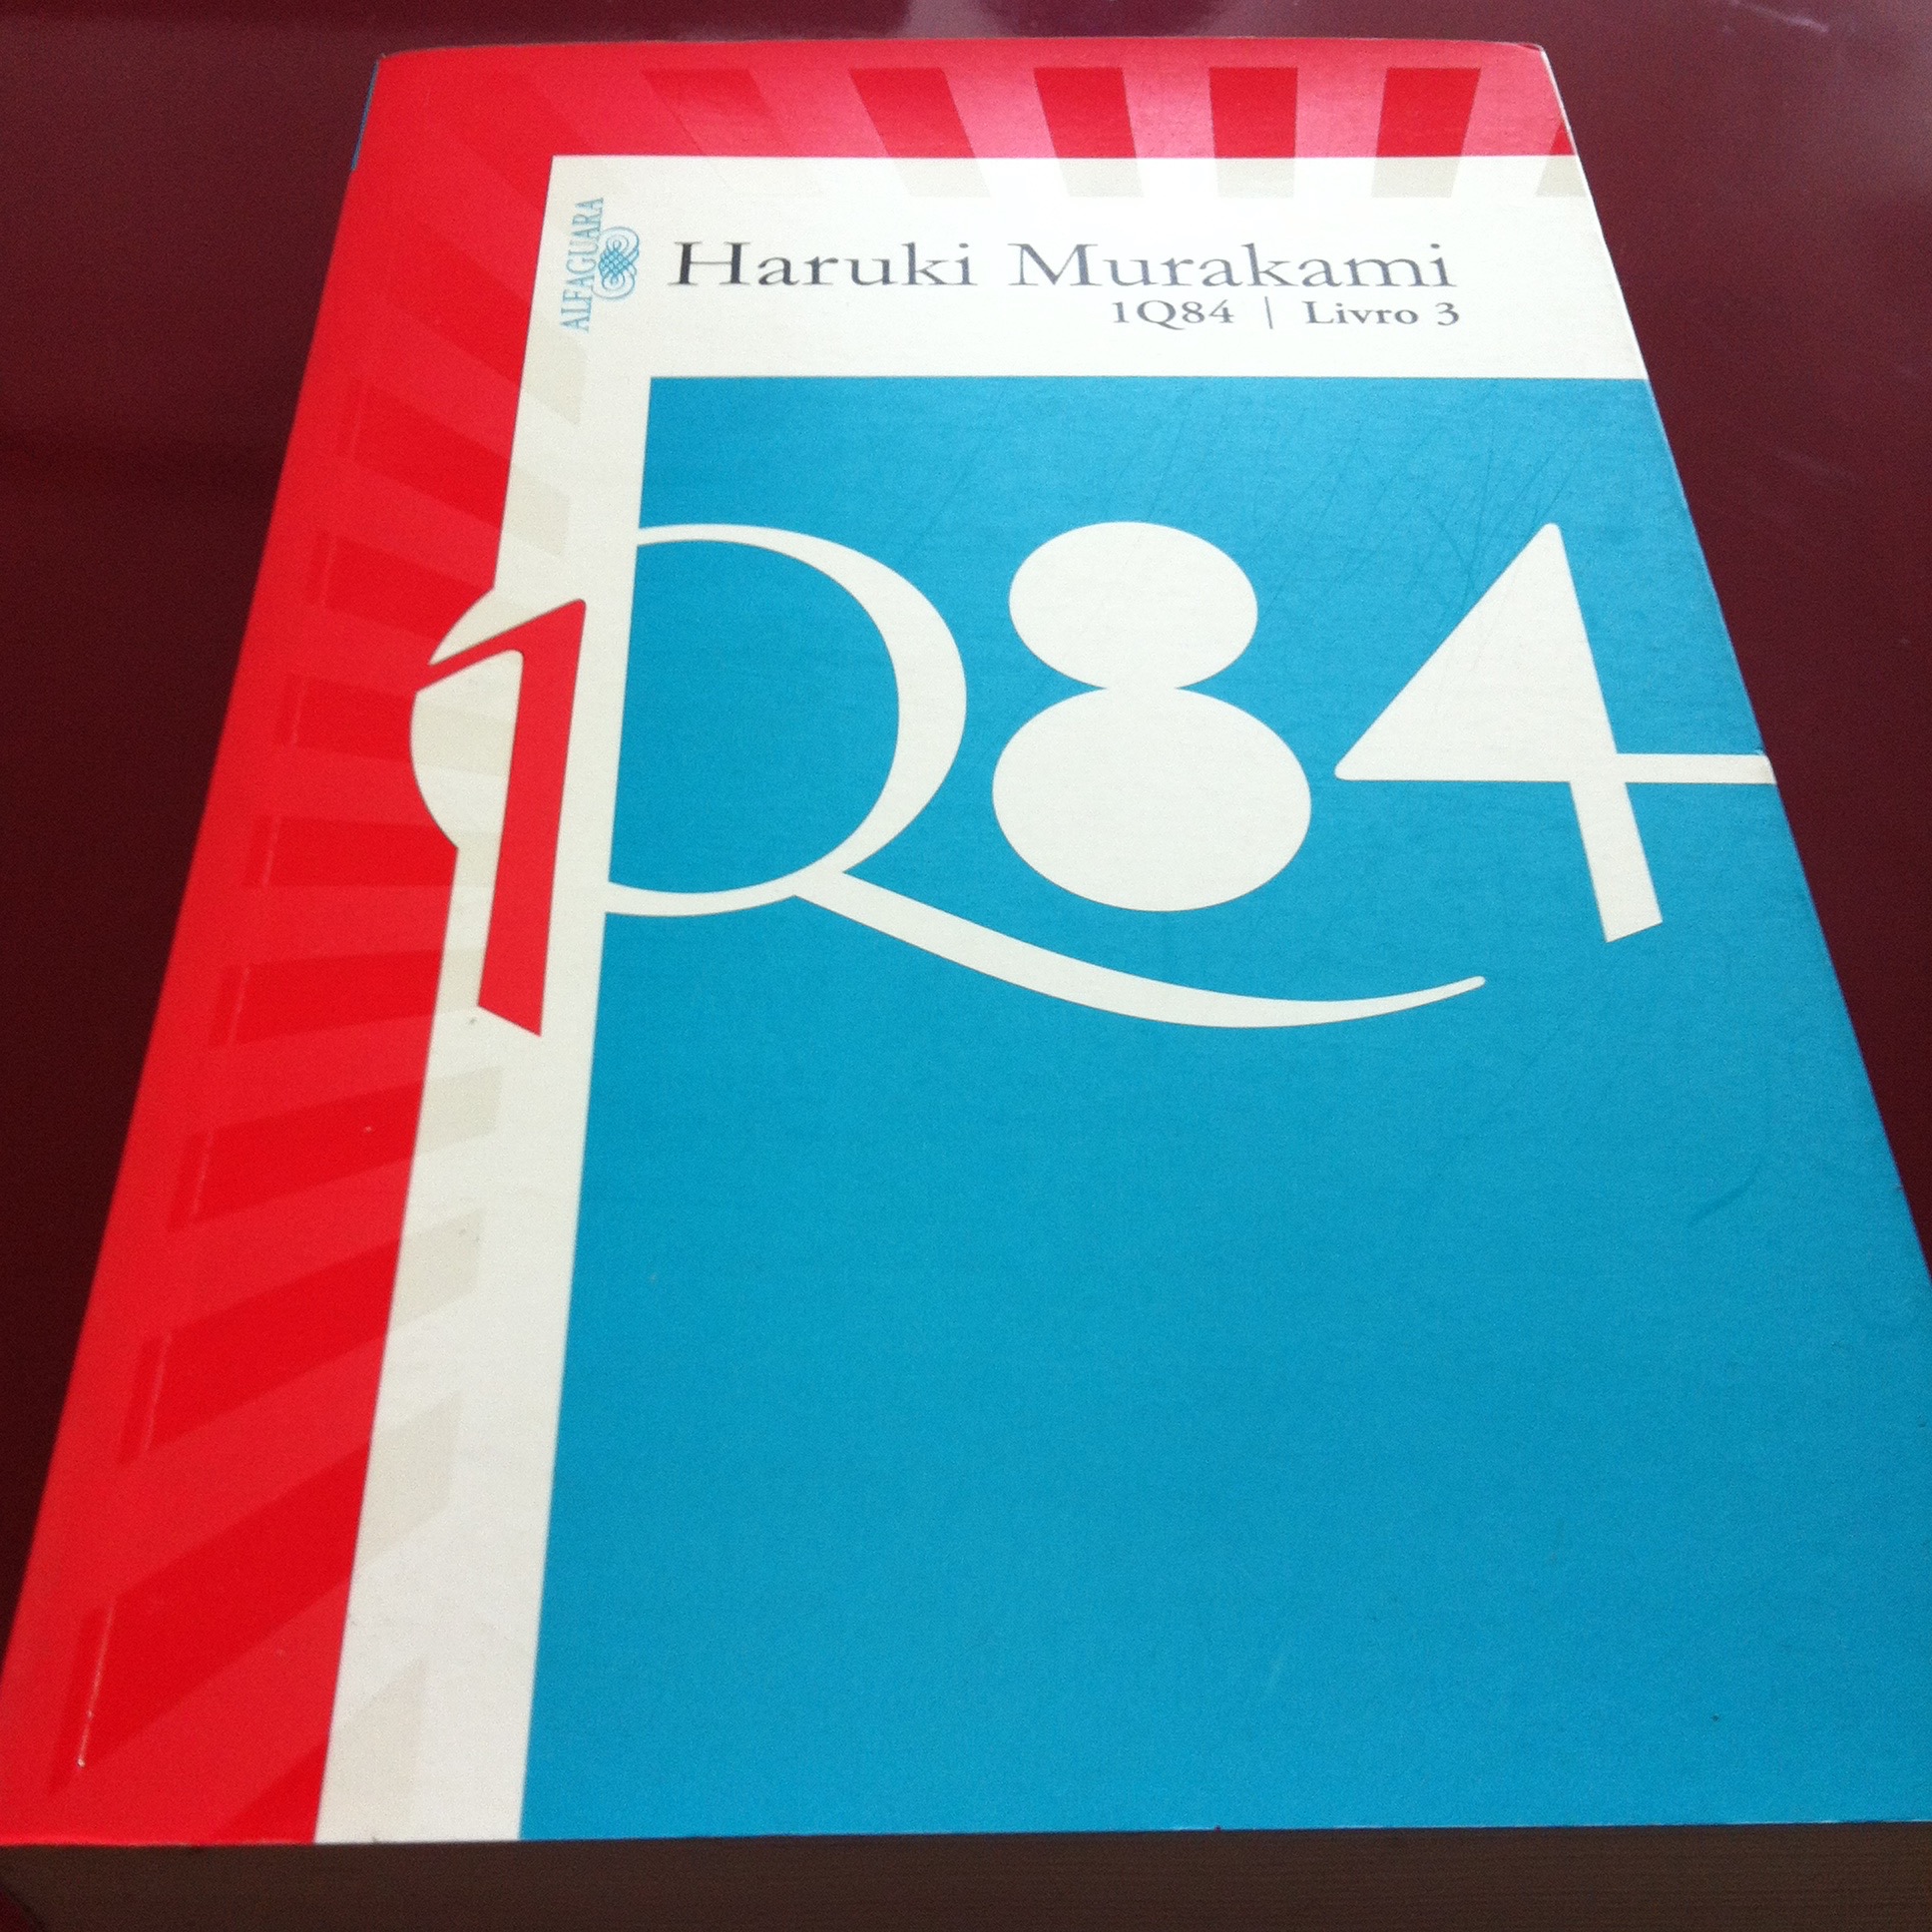 ALFAGUARA
Haruki Murakami
1Q84 | Livro 3
1Q84